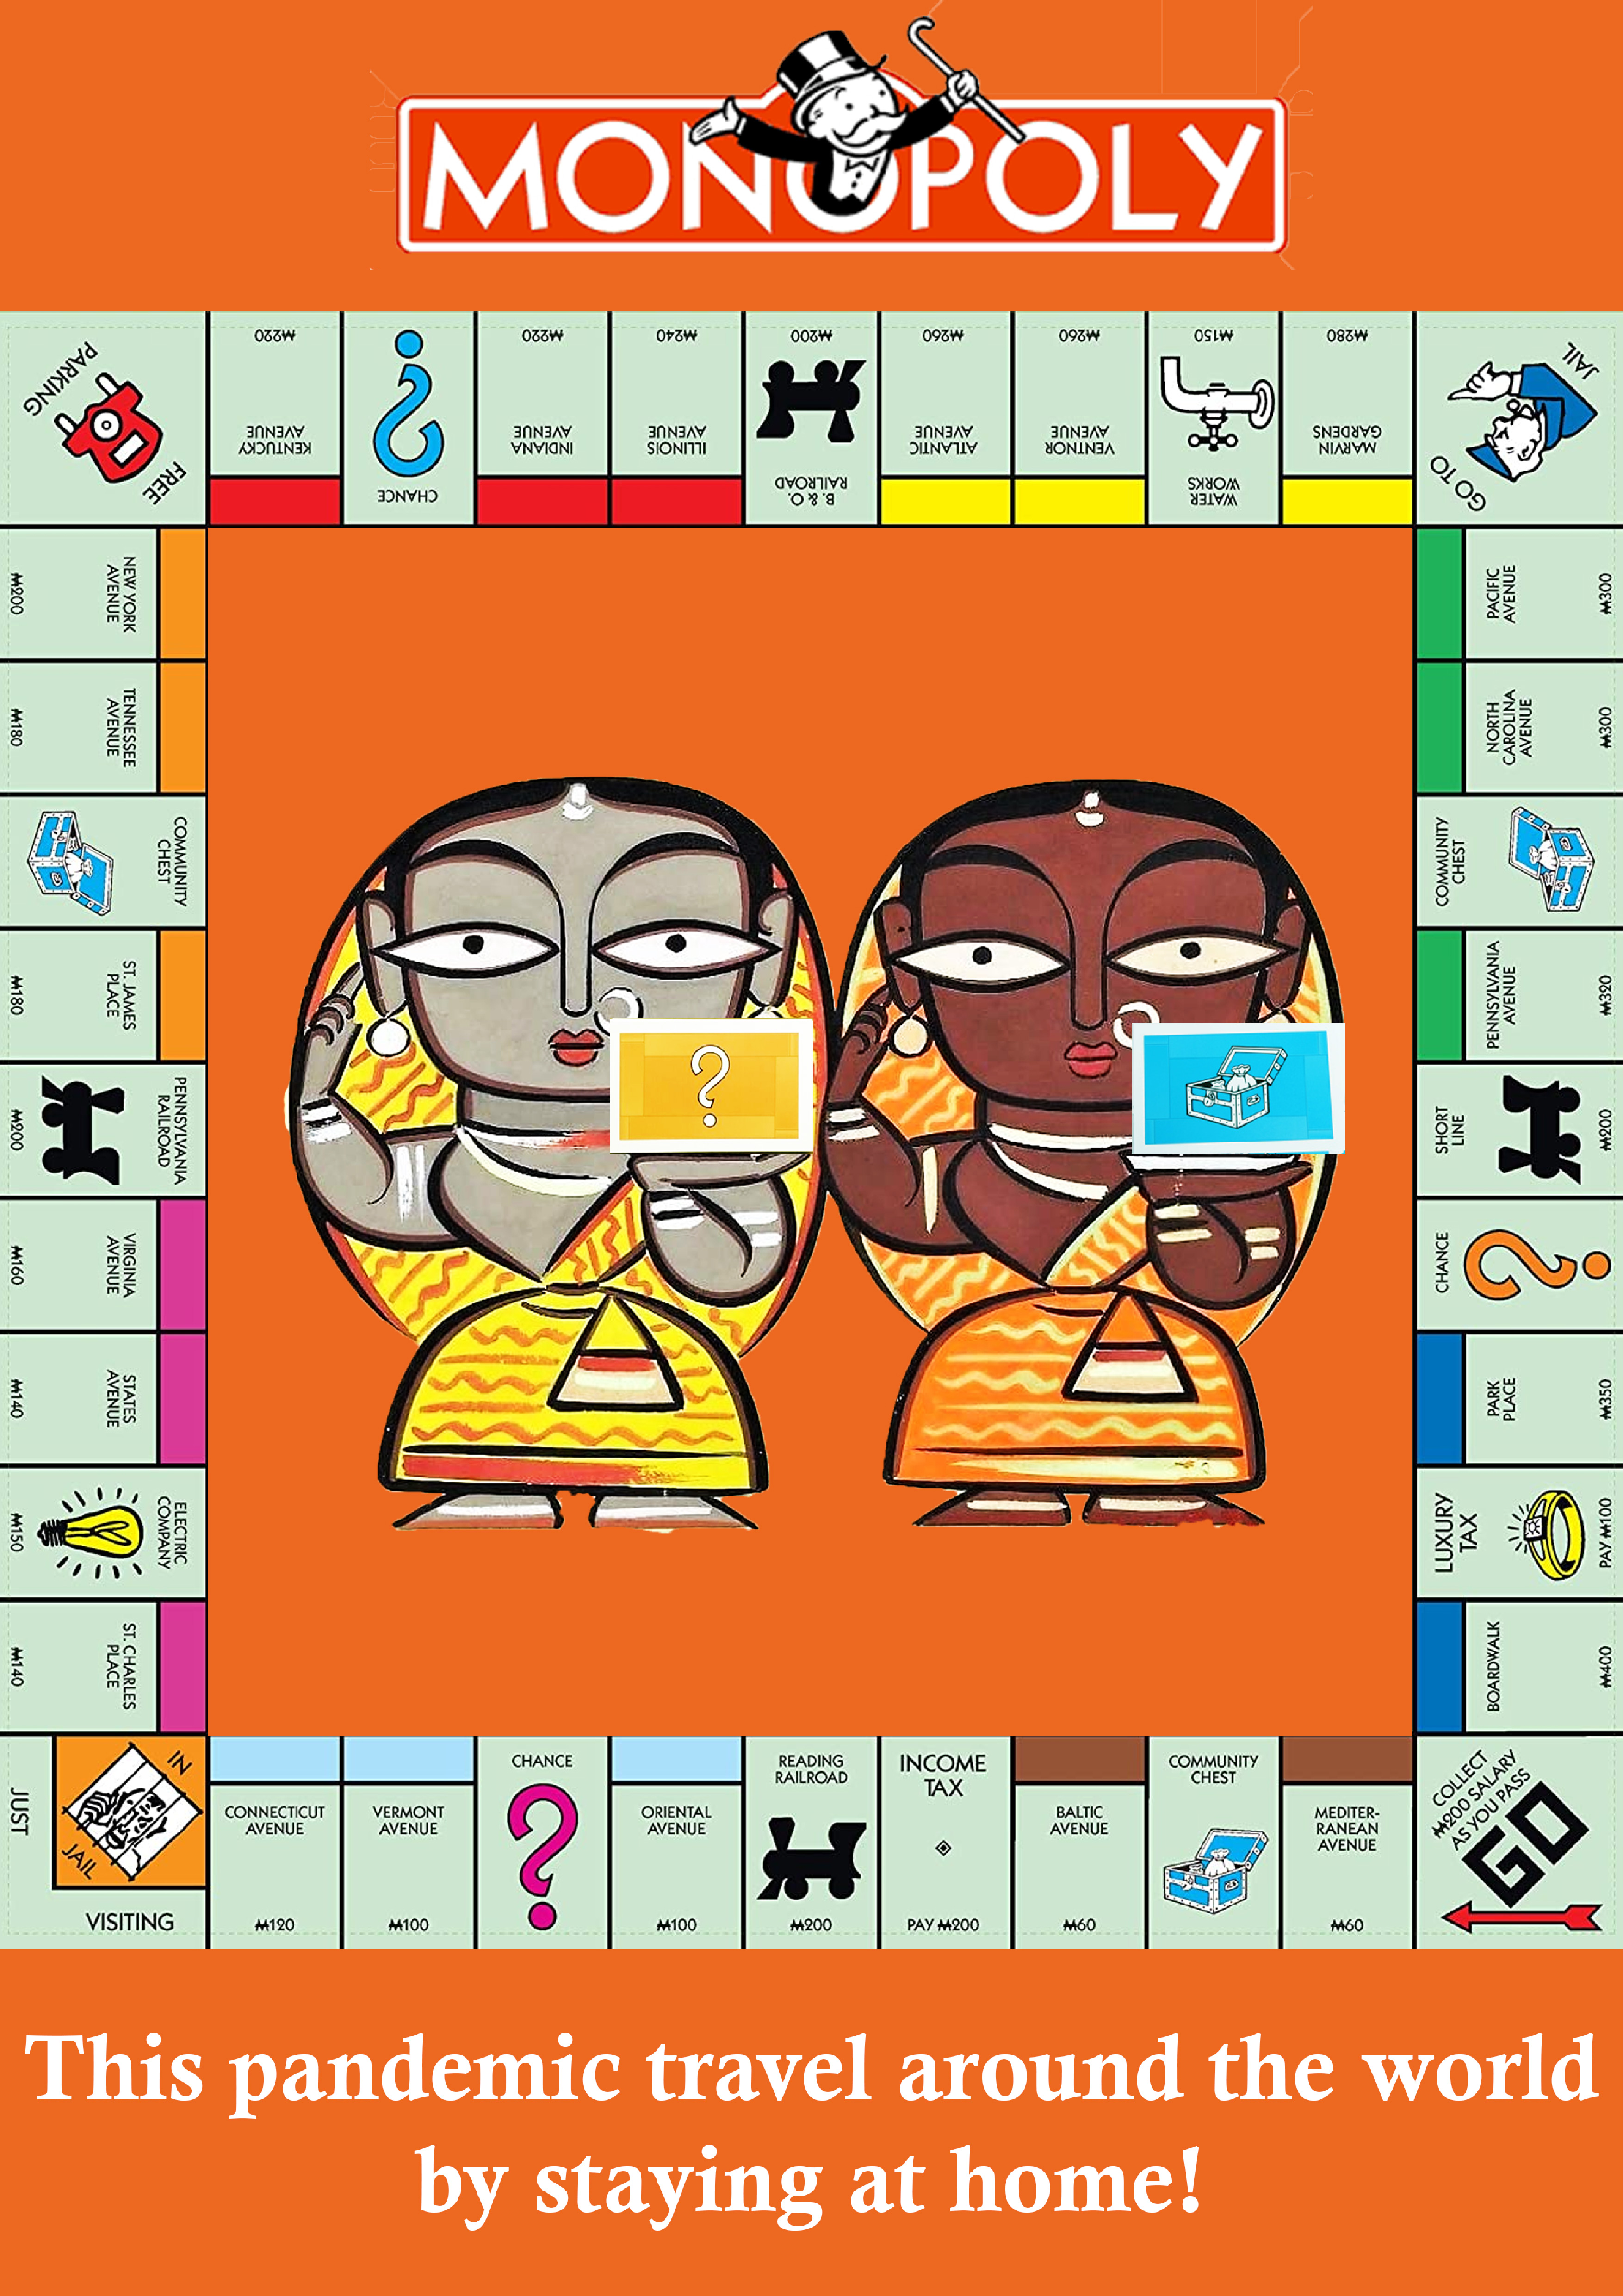 MONOPOLY
FREE
PARKING
₩220
KENTUCKY
AVENUE
CHANCE
₩220
INDIANA
AVENUE
₩240
ILLINOIS
AVENUE
₩200
B. & O.
RAILROAD
₩260
ATLANTIC
AVENUE
₩260
VENTNOR
AVENUE
₩150
WATER
WORKS
₩280
MARVIN
GARDENS
GO TO
JAIL
NEW YORK
AVENUE
₩200
TENNESSEE
AVENUE
₩180
COMMUNITY
CHEST
ST. JAMES
PLACE
₩180
PENNSYLVANIA
RAILROAD
₩200
VIRGINIA
AVENUE
₩160
STATES
AVENUE
₩140
ELECTRIC
COMPANY
₩150
ST. CHARLES
PLACE
₩140
?
PACIFIC
AVENUE
₩300
NORTH
CAROLINA
AVENUE
₩300
COMMUNITY
CHEST
PENNSYLVANIA
AVENUE
₩320
SHORT
LINE
₩200
CHANCE
?
PARK
PLACE
₩350
LUXURY
TAX
PAY ₩100
BOARDWALK
₩400
IN
JAIL
JUST
VISITING
CONNECTICUT
AVENUE
₩120
VERMONT
AVENUE
₩100
CHANCE
?
ORIENTAL
AVENUE
₩100
READING
RAILROAD
₩200
INCOME
TAX
PAY ₩200
BALTIC
AVENUE
₩60
COMMUNITY
CHEST
MEDITER-
RANEAN
AVENUE
₩60
COLLECT
₩200 SALARY
AS YOU PASS
GO
This pandemic travel around the world
by staying at home!